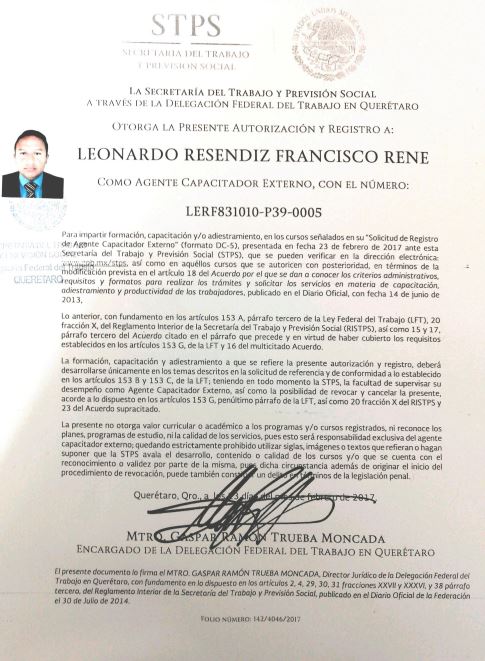 STPS
SECRETARÍA DEL TRABAJO
Y PREVISIÓN SOCIAL
ESTADOS UNIDOS MEXICANOS
LA SECRETARÍA DEL TRABAJO Y PREVISIÓN SOCIAL
A TRAVÉS DE LA DELEGACIÓN FEDERAL DEL TRABAJO EN QUERÉTARO
OTORGA LA PRESENTE AUTORIZACIÓN Y REGISTRO A:
LEONARDO RESENDIZ FRANCISCO RENE
COMO AGENTE CAPACITADOR EXTERNO, CON EL NÚMERO:
LERF831010-P39-0005
QUERÉTARO
Para impartir formación, capacitación y/o adiestramiento, en los cursos señalados en su "Solicitud de Registro
de Agente Capacitador Externo" (formato DC-5), presentada en fecha 23 de febrero de 2017 ante esta
Secretaría del Trabajo y Previsión Social (STPS), que se pueden verificar en la dirección electrónica:
www.gob.mx/stps, así como en aquéllos cursos que se autoricen con posterioridad, en términos de la
modificación prevista en el artículo 18 del Acuerdo por el que se dan a conocer los criterios administrativos,
requisitos y formatos para realizar los trámites y solicitar los servicios en materia de capacitación,
adiestramiento y productividad de los trabajadores, publicado en el Diario Oficial, con fecha 14 de junio de
2013,
Lo anterior, con fundamento en los artículos 153 A, párrafo tercero de la Ley Federal del Trabajo (LFT), 20
fracción X, del Reglamento Interior de la Secretaría del Trabajo y Previsión Social (RISTPS), así como 15 y 17,
párrafo tercero del Acuerdo citado en el párrafo que precede y en virtud de haber cubierto los requisitos
establecidos en los artículos 153 G, de la LFT y 16 del multicitado Acuerdo.
La formación, capacitación y adiestramiento a que se refiere la presente autorización y registro, deberá
desarrollarse únicamente en los temas descritos en la solicitud de referencia y de conformidad a lo establecido
en los artículos 153 B y 153 C, de la LFT; teniendo en todo momento la STPS, la facultad de supervisar su
desempeño como Agente Capacitador Externo, así como la posibilidad de revocar y cancelar la presente,
acorde a lo dispuesto en los artículos 153 G, penúltimo párrafo de la LFT, así como 20 fracción X del RISTPS y
23 del Acuerdo supracitado.
La presente no otorga valor curricular o académico a los programas y/o cursos registrados, ni reconoce los
planes, programas de estudio, ni la calidad de los servicios, pues esto será responsabilidad exclusiva del agente
capacitador externo; quedando estrictamente prohibido utilizar siglas, imágenes o textos que refieran o hagan
suponer que la STPS avala el desarrollo, contenido o calidad de los cursos y/o que se cuenta con el
reconocimiento o validez por parte de la misma, pues dicha circunstancia además de originar el inicio del
procedimiento de revocación, puede también constituir un delito en términos de la legislación penal.
Querétaro, Qro., a los 23 días del mes de febrero de 2017.
MTRO. GASPAR RAMÓN TRUEBA MONCADA
ENCARGADO DE LA DELEGACIÓN FEDERAL DEL TRABAJO EN QUERÉTARO
El presente documento lo firma el MTRO. GASPAR RAMÓN TRUEBA MONCADA, Director Jurídico de la Delegación Federal del
Trabajo en Querétaro, con fundamento en lo dispuesto en los artículos 2, 4, 29, 30, 31 fracciones XXVII y XXXVI, y 38 párrafo
tercero, del Reglamento Interior de la Secretaría del Trabajo y Previsión Social, publicado en el Diario Oficial de la Federación
el 30 de Julio de 2014.
FOLIO NÚMERO: 142/4046/2017